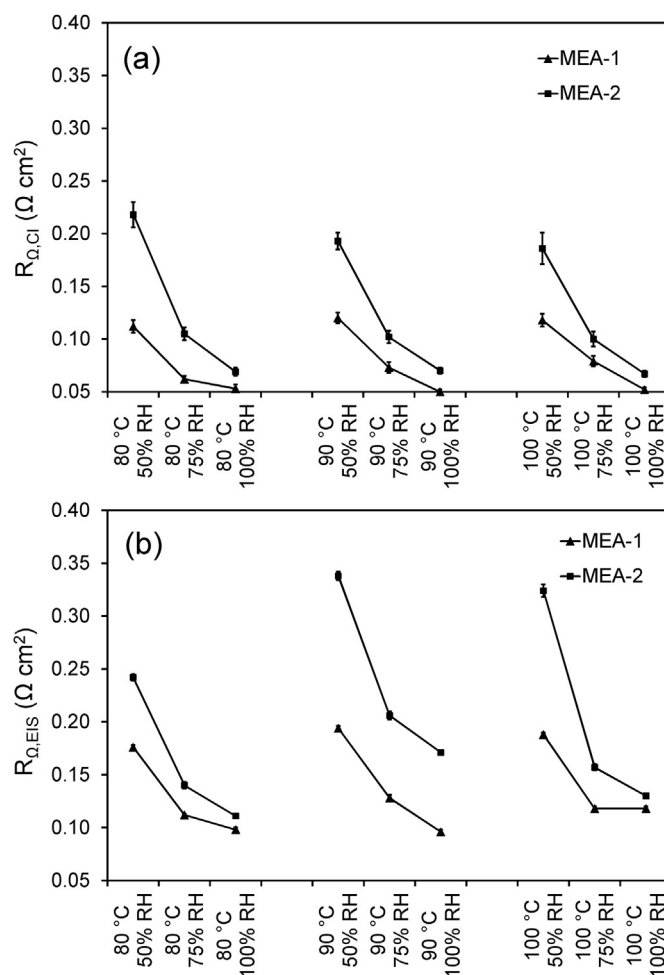 0.40
(a)
MEA-1
0.35
MEA-2
0.30
0.25
0.20
0.15
0.10
0.05
R_Ω,CI (Ω cm²)
80 °C
50% RH
80 °C
75% RH
80 °C
100% RH
90 °C
50% RH
90 °C
75% RH
90 °C
100% RH
100 °C
50% RH
100 °C
75% RH
100 °C
100% RH
0.40
(b)
MEA-1
0.35
MEA-2
0.30
0.25
0.20
0.15
0.10
0.05
R_Ω,EIS (Ω cm²)
80 °C
50% RH
80 °C
75% RH
80 °C
100% RH
90 °C
50% RH
90 °C
75% RH
90 °C
100% RH
100 °C
50% RH
100 °C
75% RH
100 °C
100% RH